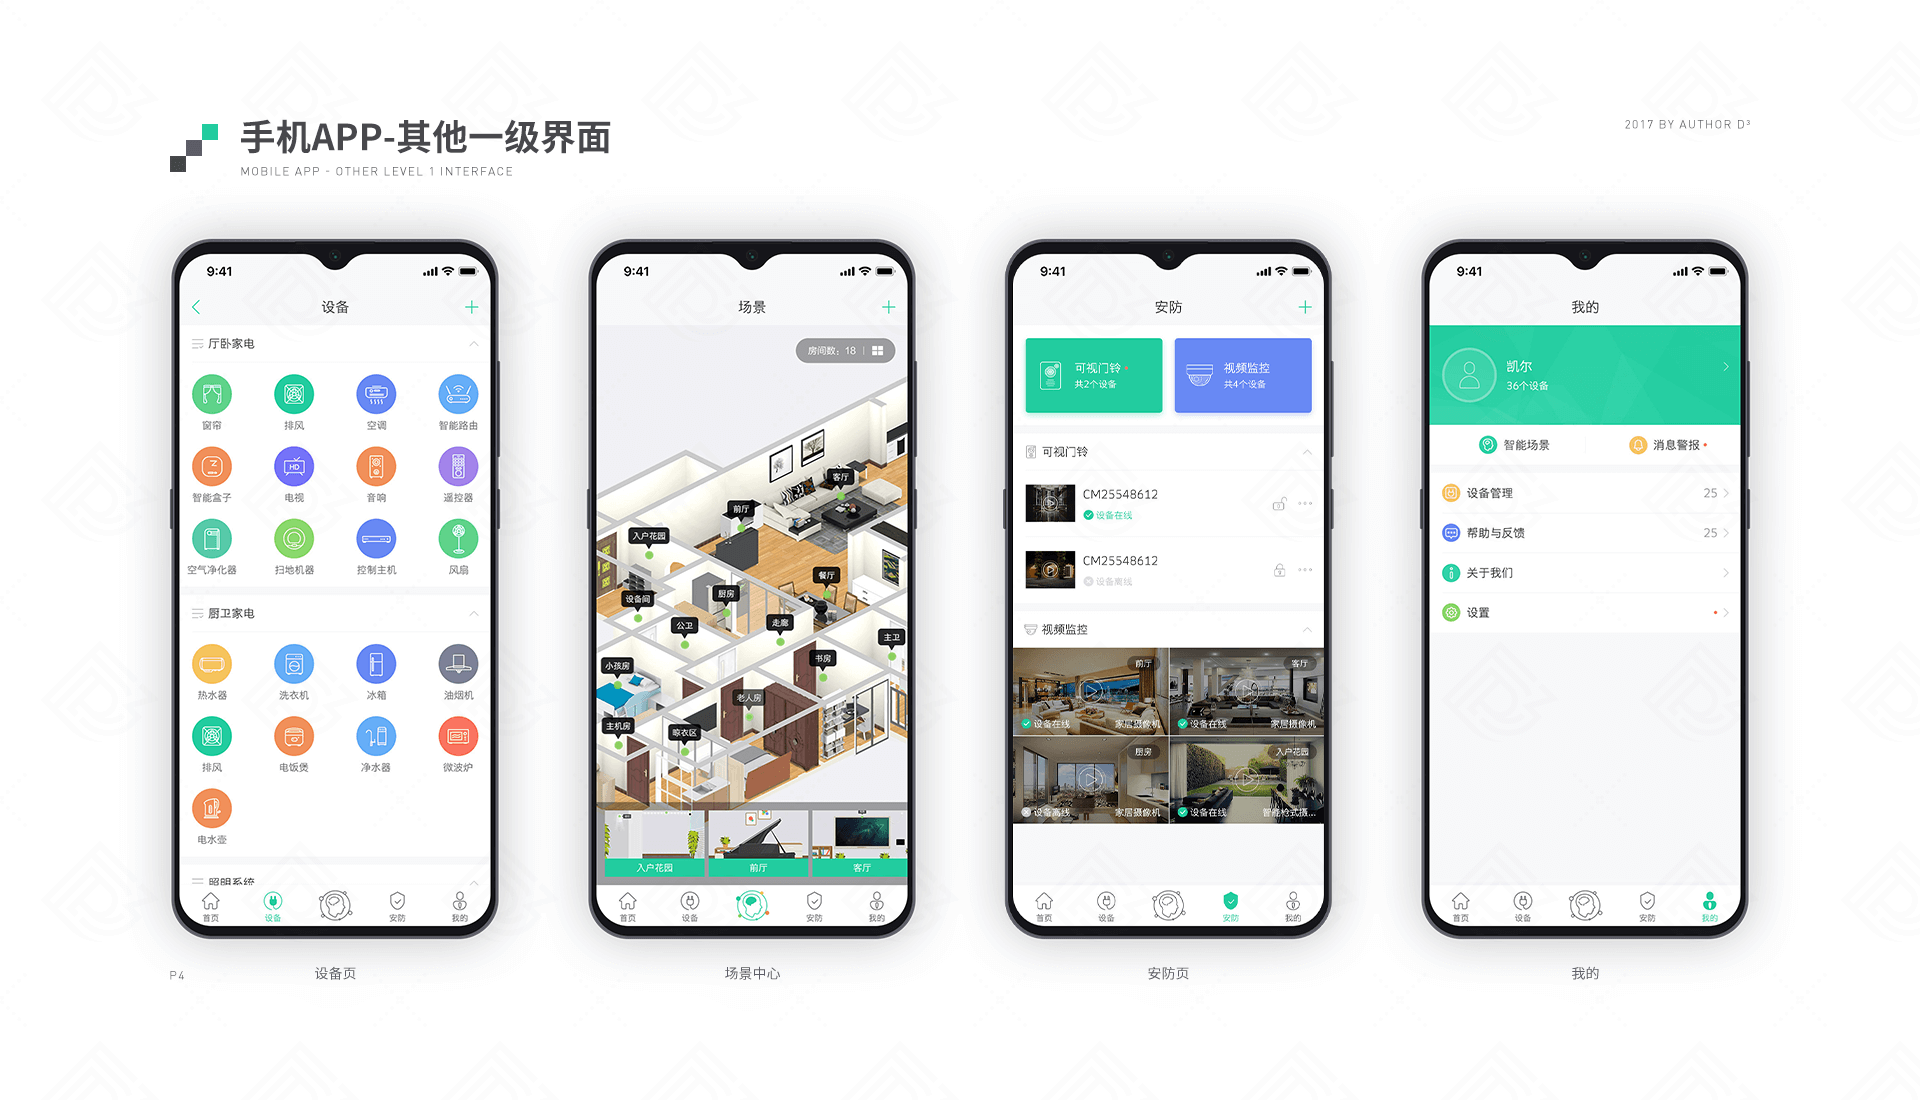 手机APP-其他一级界面
MOBILE APP - OTHER LEVEL 1 INTERFACE
2017 BY AUTHOR D³
9:41
设备
厅卧家电
窗帘 排风 空调 智能路由
智能盒子 电视 音响 遥控器
空气净化器 扫地机器 控制主机 风扇
厨卫家电
热水器 洗衣机 冰箱 油烟机
排风 电饭煲 净水器 微波炉
电水壶
照明系统
首页 设备 安防 我的
设备页
9:41
场景
房间数：18
客厅
前厅
入户花园
餐厅
厨房
设备间
走廊
公卫
主卫
书房
小孩房
老人房
主机房
晾衣区
入户花园 前厅 客厅
首页 设备 安防 我的
场景中心
9:41
安防
可视门铃
共2个设备
视频监控
共4个设备
可视门铃
CM25548612
设备在线
CM25548612
设备离线
视频监控
前厅
设备在线 家居摄像机
客厅
设备在线 家居摄像机
厨房
设备离线 家居摄像机
入户花园
设备在线 智能枪式摄...
首页 设备 安防 我的
安防页
9:41
我的
凯尔
36个设备
智能场景 消息警报
设备管理 25
帮助与反馈 25
关于我们
设置
首页 设备 安防 我的
我的
P4